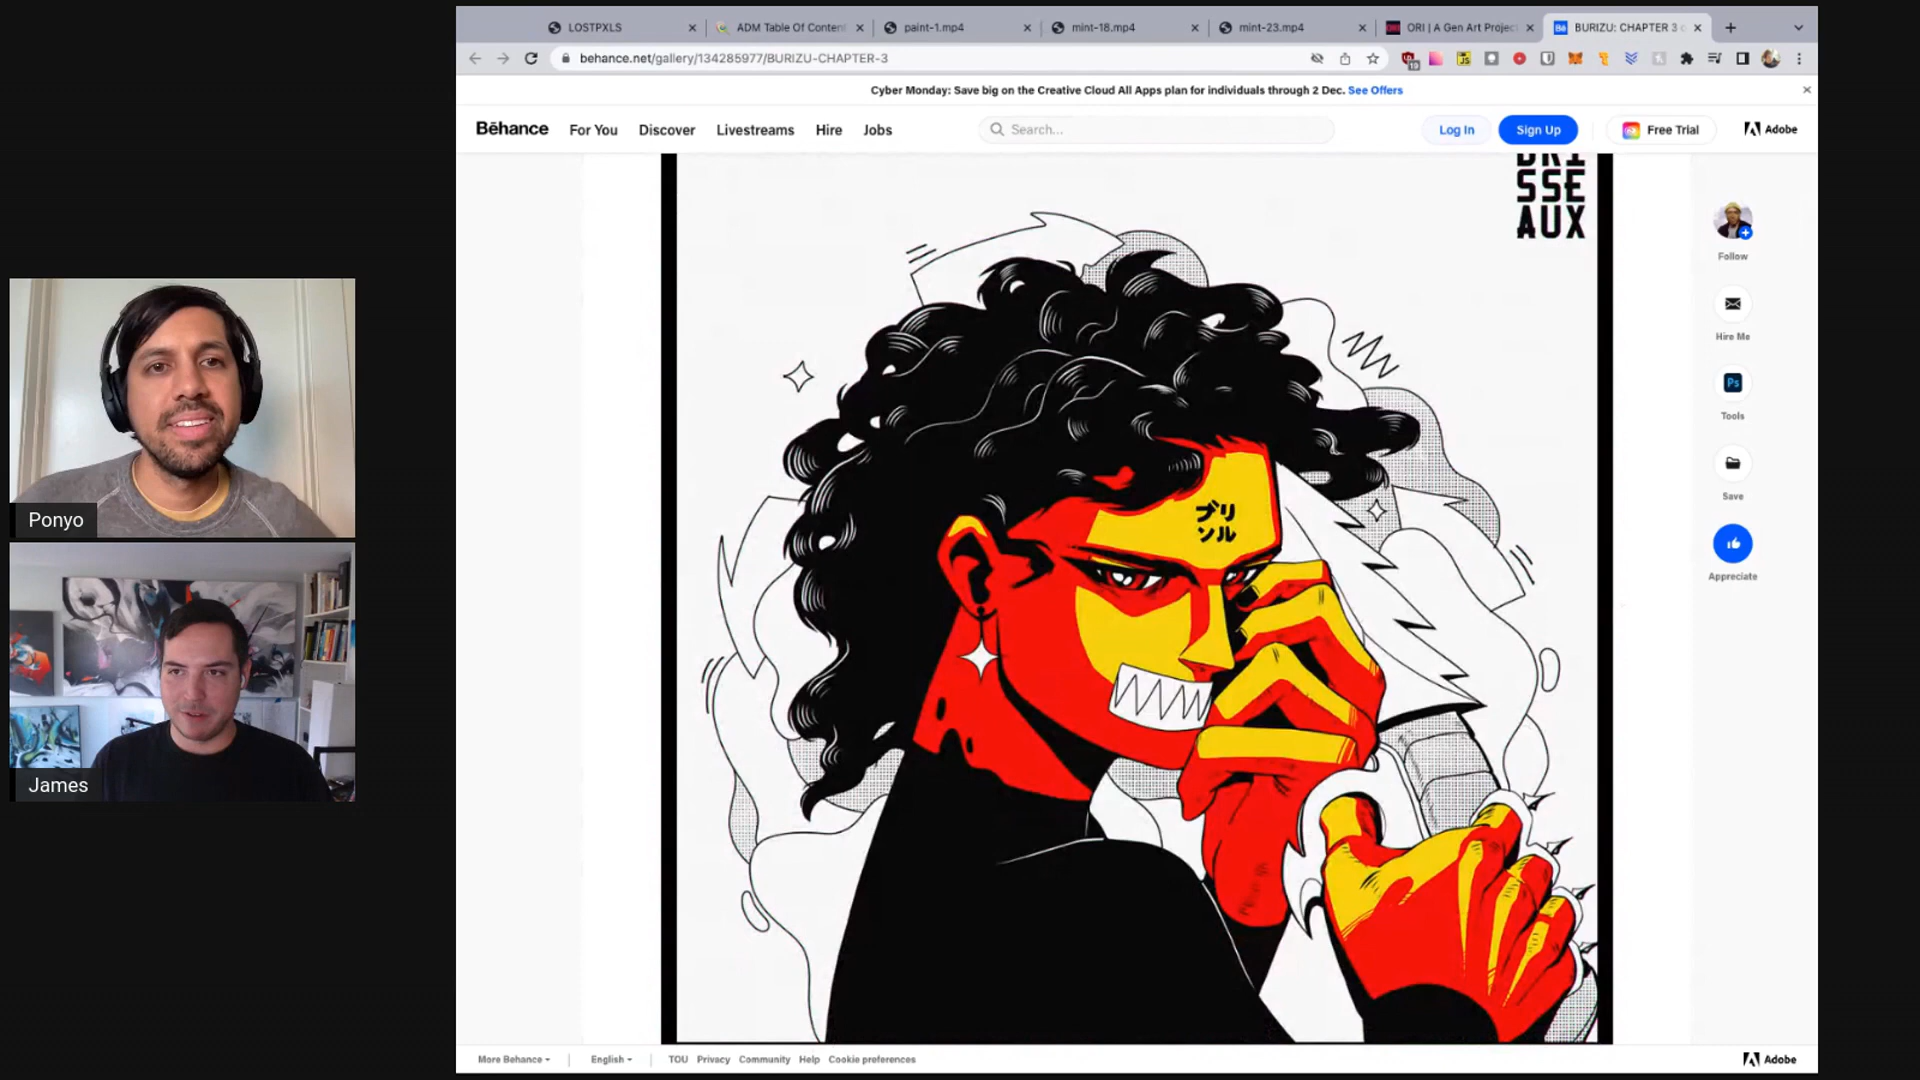 LOSTPXLS
ADM Table Of Content
paint-1.mp4
mint-18.mp4
mint-23.mp4
ORI | A Gen Art Project
BURIZU: CHAPTER 3 o
behance.net/gallery/134285977/BURIZU-CHAPTER-3
Cyber Monday: Save big on the Creative Cloud All Apps plan for individuals through 2 Dec. See Offers
Bēhance
For You
Discover
Livestreams
Hire
Jobs
Search...
Log In
Sign Up
Free Trial
Adobe
BRI
SSE
AUX
Follow
Hire Me
Ps
Tools
Save
Appreciate
ブリ
ンル
Ponyo
James
More Behance
English
TOU
Privacy
Community
Help
Cookie preferences
Adobe